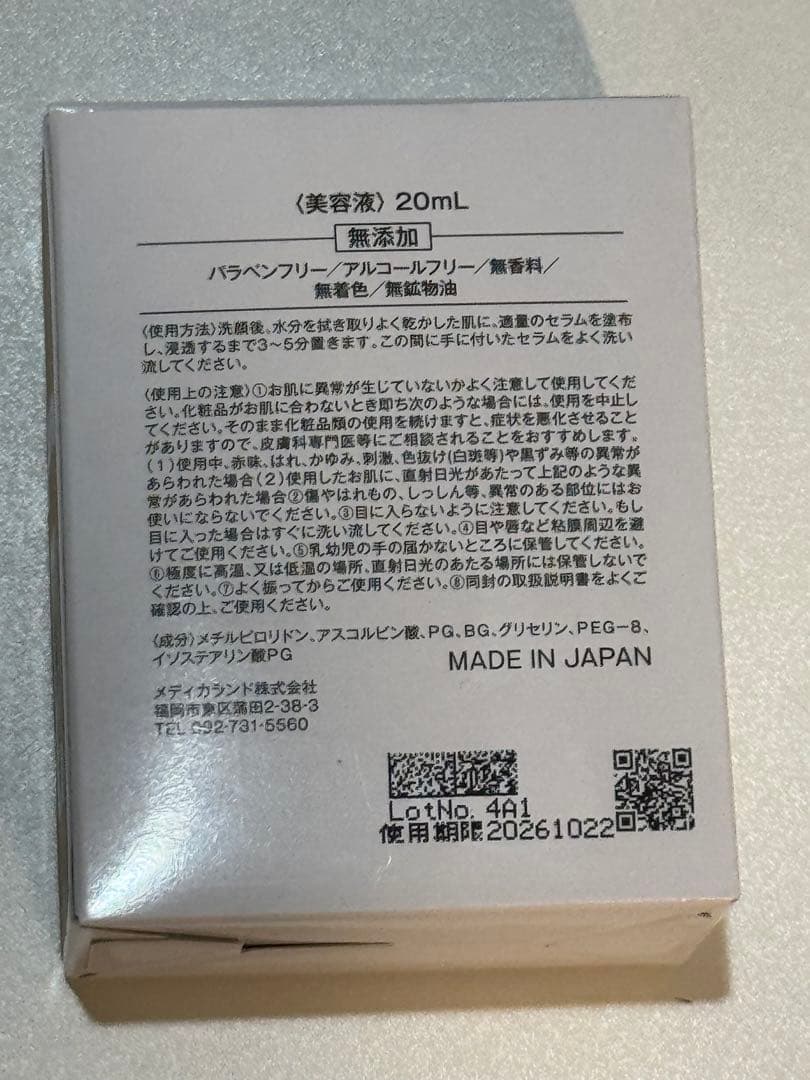 〈美容液〉20mL
無添加
パラベンフリー／アルコールフリー／無香料／
無着色／無鉱物油
〈使用方法〉洗顔後、水分を拭き取りよく乾かした肌に、適量のセラムを塗布
し、浸透するまで3〜5分置きます。この間に手に付いたセラムをよく洗い
流してください。
〈使用上の注意〉①お肌に異常が生じていないかよく注意して使用してくだ
さい。化粧品がお肌に合わないとき即ち次のような場合には、使用を中止し
てください。そのまま化粧品類の使用を続けますと、症状を悪化させること
がありますので、皮膚科専門医等にご相談されることをおすすめします。
（1）使用中、赤味、はれ、かゆみ、刺激、色抜け(白斑等)や黒ずみ等の異常が
あらわれた場合（2）使用したお肌に、直射日光があたって上記のような異
常があらわれた場合②傷やはれもの、しっしん等、異常のある部位にはお
使いにならないでください。③目に入らないように注意してください。もし
目に入った場合はすぐに洗い流してください。④目や唇など粘膜周辺を避
けてご使用ください。⑤乳幼児の手の届かないところに保管してください。
⑥極度に高温、又は低温の場所、直射日光のあたる場所には保管しないで
ください。⑦よく振ってからご使用ください。⑧同封の取扱説明書をよくご
確認の上、ご使用ください。
〈成分〉メチルピロリドン、アスコルビン酸、PG、BG、グリセリン、PEG−8、
イソステアリン酸PG
MADE IN JAPAN
メディカランド株式会社
福岡市東区蒲田2-38-3
TEL 092-731-5560
LotNo. 4A1
使用期限20261022